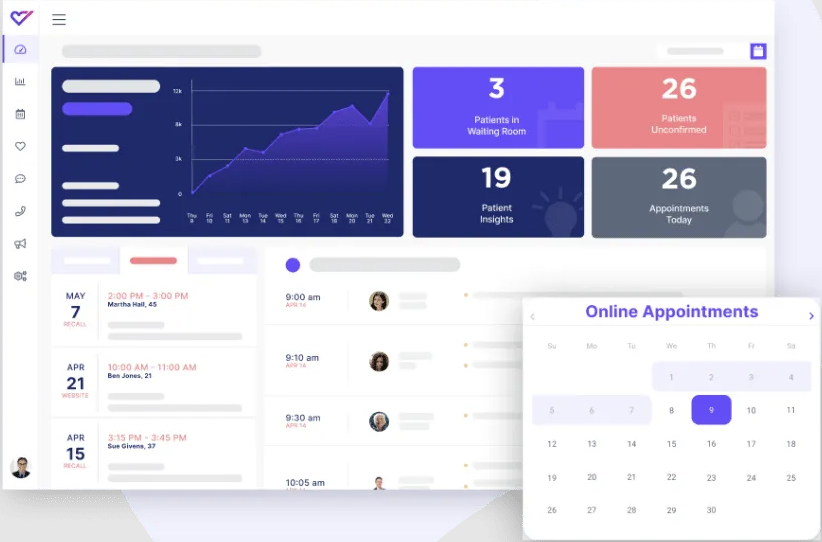 3
Patients in
Waiting Room
26
Patients
Unconfirmed
12k
8k
3k
0
Thu
9
Fri
10
Sat
11
Mon
13
Tue
14
Wed
15
Thu
16
Fri
17
Sat
18
Mon
20
Tue
21
Wed
22
19
Patient
Insights
26
Appointments
Today
MAY
7
RECALL
2:00 PM - 3:00 PM
Martha Hall, 45
APR
21
WEBSITE
10:00 AM - 11:00 AM
Ben Jones, 21
APR
15
RECALL
3:15 PM - 3:45 PM
Sue Givens, 37
9:00 am
APR 14
9:10 am
APR 14
9:30 am
APR 14
10:05 am
Online Appointments
Su Mo Tu We Th Fr Sa
1 2 3 4
5 6 7 8 9 10 11
12 13 14 15 16 17 18
19 20 21 22 23 24 25
26 27 28 29 30